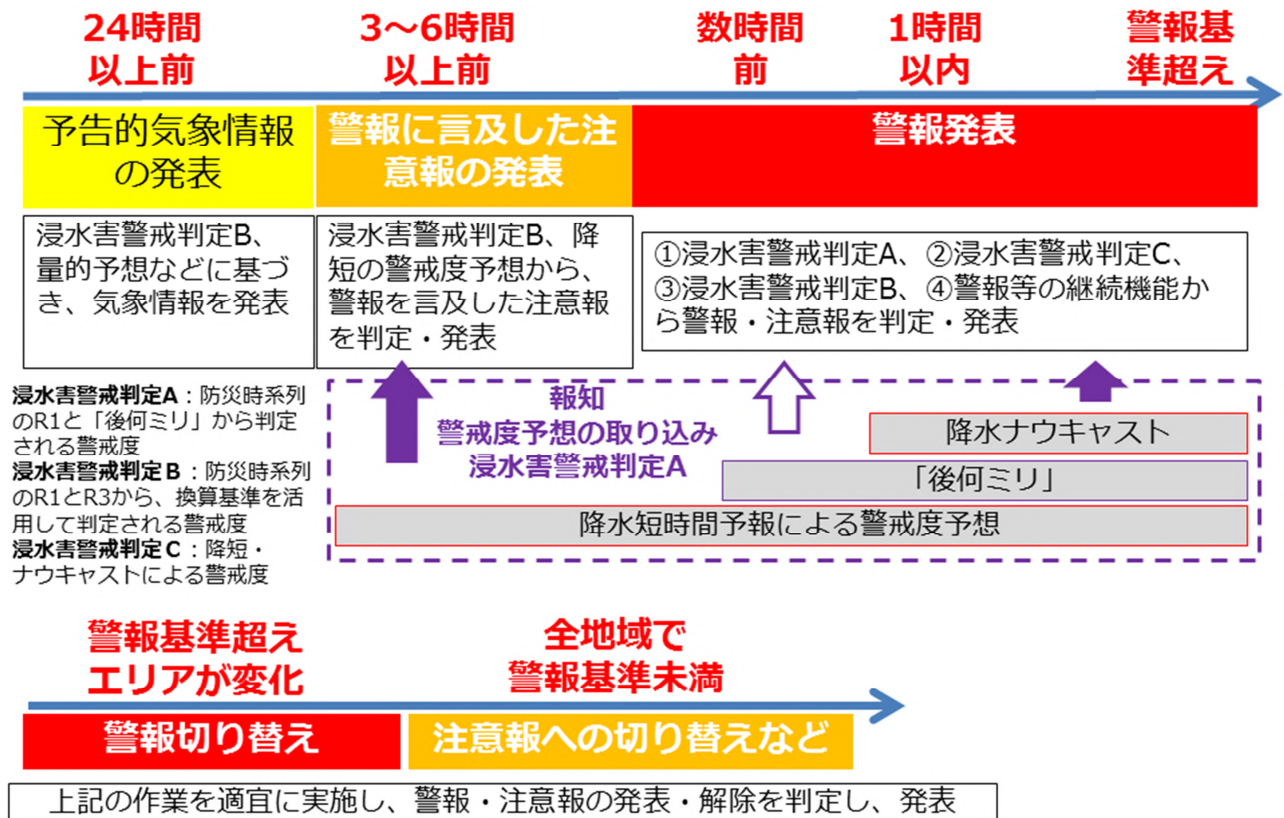 24時間
以上前
3～6時間
以上前
数時間
前
1時間
以内
警報基
準超え
予告的気象情報
の発表
警報に言及した注
意報の発表
警報発表
浸水害警戒判定B、
量的予想などに基づ
き、気象情報を発表
浸水害警戒判定B、降
短の警戒度予想から、
警報を言及した注意報
を判定・発表
①浸水害警戒判定A、②浸水害警戒判定C、
③浸水害警戒判定B、④警報等の継続機能か
ら警報・注意報を判定・発表
浸水害警戒判定A：防災時系列
のR1と「後何ミリ」から判定
される警戒度
浸水害警戒判定B：防災時系列
のR1とR3から、換算基準を活
用して判定される警戒度
浸水害警戒判定C：降短・
ナウキャストによる警戒度
報知
警戒度予想の取り込み
浸水害警戒判定A
降水ナウキャスト
「後何ミリ」
降水短時間予報による警戒度予想
警報基準超え
エリアが変化
全地域で
警報基準未満
警報切り替え
注意報への切り替えなど
上記の作業を適宜に実施し、警報・注意報の発表・解除を判定し、発表